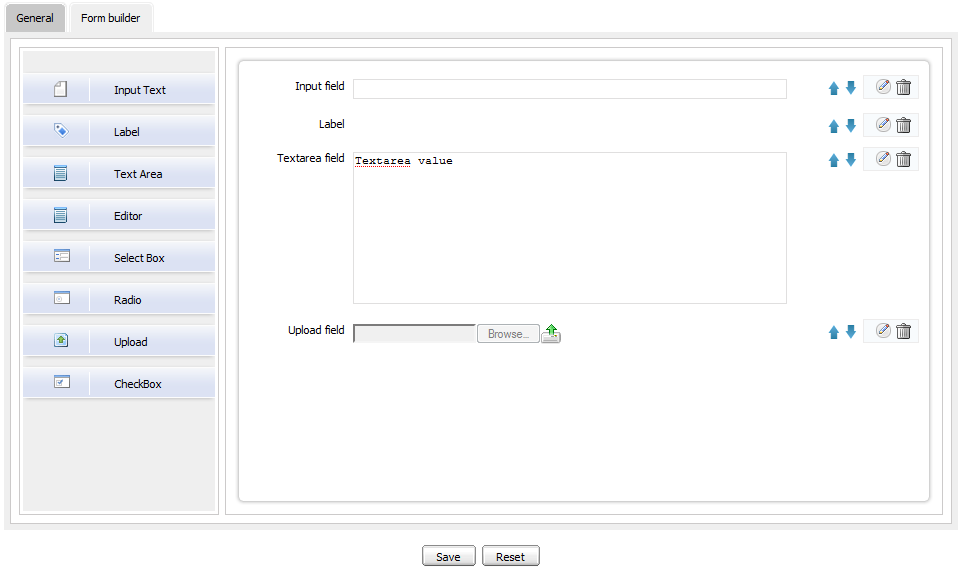 General
Form builder
Input Text
Label
Text Area
Editor
Select Box
Radio
Upload
CheckBox
Input field
Label
Textarea field
Textarea value
Upload field
Browse...
Save
Reset